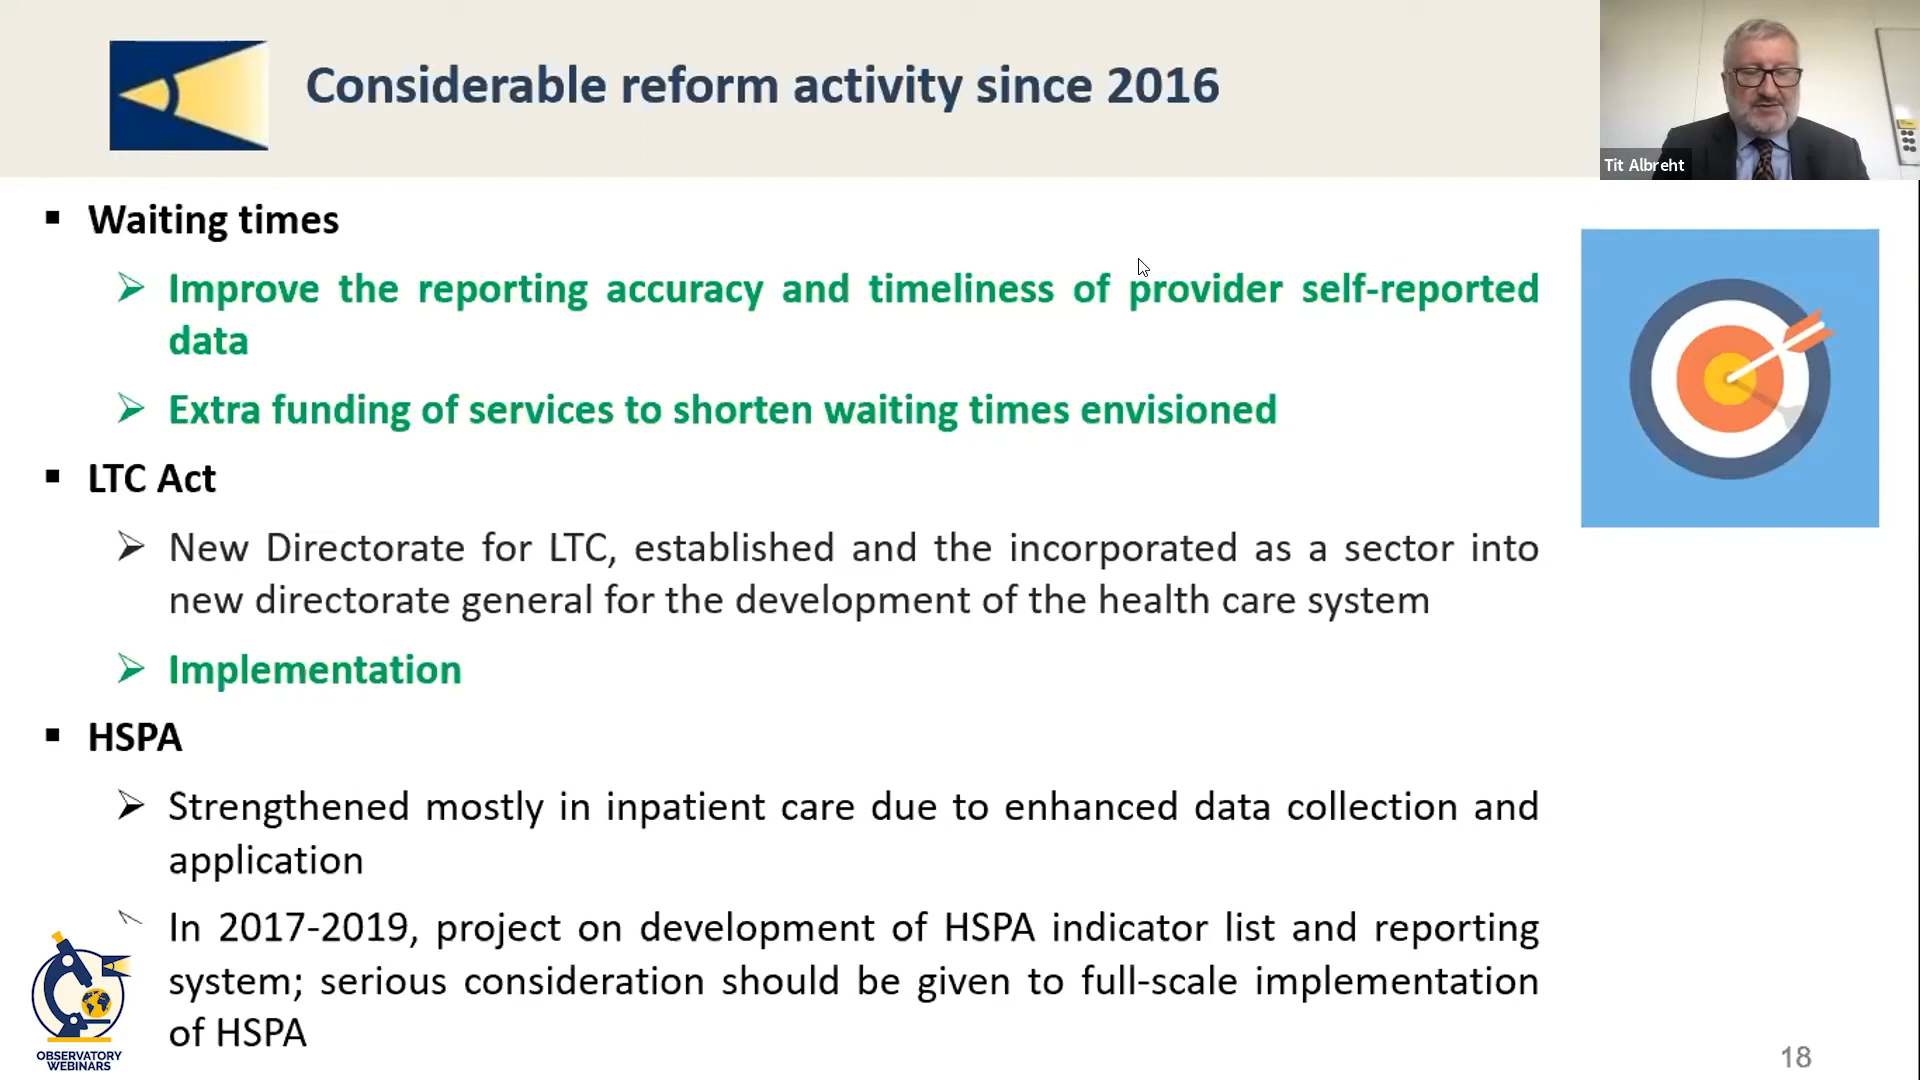 Considerable reform activity since 2016
Tit Albreht
Waiting times
Improve the reporting accuracy and timeliness of provider self-reported
data
Extra funding of services to shorten waiting times envisioned
LTC Act
New Directorate for LTC, established and the incorporated as a sector into
new directorate general for the development of the health care system
Implementation
HSPA
Strengthened mostly in inpatient care due to enhanced data collection and
application
In 2017-2019, project on development of HSPA indicator list and reporting
system; serious consideration should be given to full-scale implementation
of HSPA
OBSERVATORY
WEBINARS
18